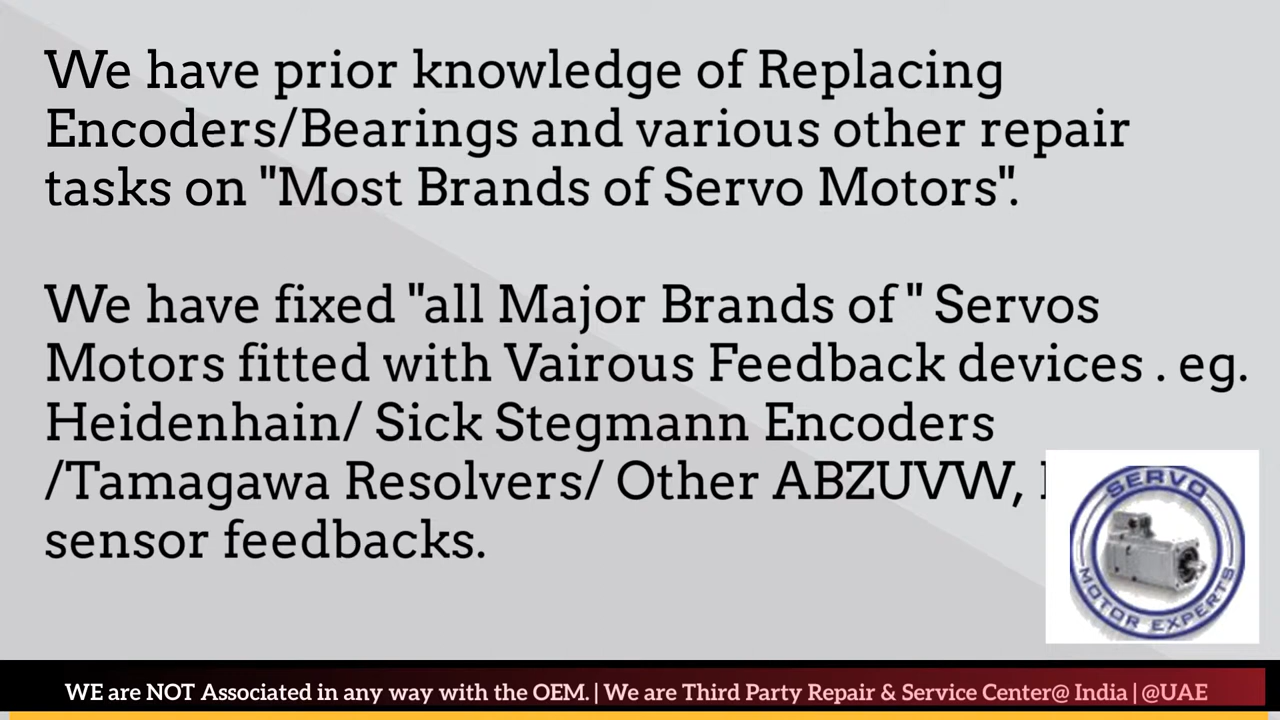 We have prior knowledge of Replacing
Encoders/Bearings and various other repair
tasks on "Most Brands of Servo Motors".
We have fixed "all Major Brands of " Servos
Motors fitted with Vairous Feedback devices . eg.
Heidenhain/ Sick Stegmann Encoders
/Tamagawa Resolvers/ Other ABZUVW,
sensor feedbacks.
SERVO
MOTOR EXPERTS
WE are NOT Associated in any way with the OEM. | We are Third Party Repair & Service Center@ India | @UAE